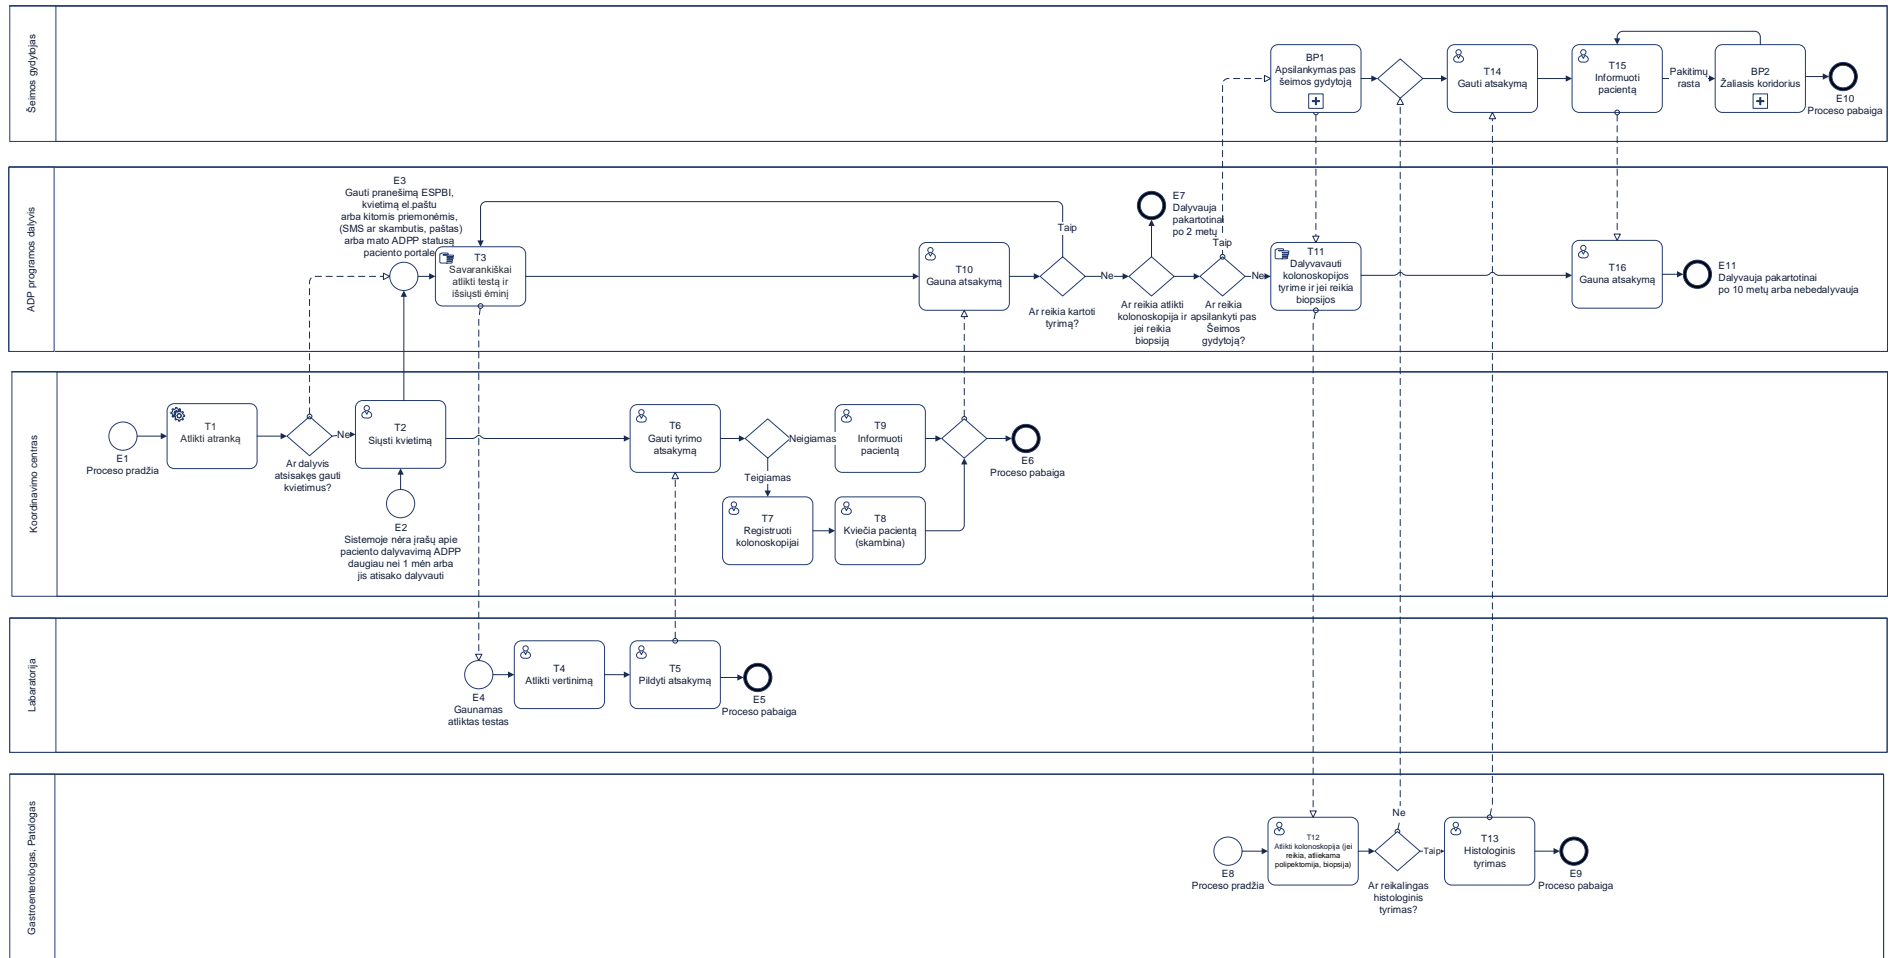 Šeimos gydytojas
BP1
Apsilankymas pas
šeimos gydytoją
T14
Gauti atsakymą
T15
Informuoti
pacientą
Pakitimų
rasta
BP2
Žaliasis koridorius
E10
Proceso pabaiga
ADP programos dalyvis
E3
Gauti pranešimą ESPBI,
kvietimą el.paštu
arba kitomis priemonėmis,
(SMS ar skambutis, paštas)
arba mato ADPP statusą
paciento portale
T3
Savarankiškai
atlikti testą ir
išsiųsti ėminį
T10
Gauna atsakymą
Taip
Ar reikia kartoti
tyrimą?
Ne
E7
Dalyvauja
pakartotinai
po 2 metų
Ar reikia atlikti
kolonoskopija ir
jei reikia
biopsiją
Taip
Ar reikia
apsilankyti pas
Šeimos
gydytoją?
Ne
T11
Dalyvavauti
kolonoskopijos
tyrime ir jei reikia
biopsijos
T16
Gauna atsakymą
E11
Dalyvauja pakartotinai
po 10 metų arba nebedalyvauja
Koordinavimo centras
E1
Proceso pradžia
T1
Atlikti atranką
Ar dalyvis
atsisakęs gauti
kvietimus?
Ne
T2
Siųsti kvietimą
E2
Sistemoje nėra įrašų apie
paciento dalyvavimą ADPP
daugiau nei 1 mėn arba
jis atisako dalyvauti
T6
Gauti tyrimo
atsakymą
Neigiamas
Teigiamas
T9
Informuoti
pacientą
T7
Registruoti
kolonoskopijai
T8
Kviečia pacientą
(skambina)
E6
Proceso pabaiga
Labaratorija
E4
Gaunamas
atliktas testas
T4
Atlikti vertinimą
T5
Pildyti atsakymą
E5
Proceso pabaiga
Gastroenterologas, Patologas
E8
Proceso pradžia
T12
Atlikti kolonoskopija (jei
reikia, atliekama
polipektomija, biopsija)
Ne
Taip
Ar reikalingas
histologinis
tyrimas?
T13
Histologinis
tyrimas
E9
Proceso pabaiga